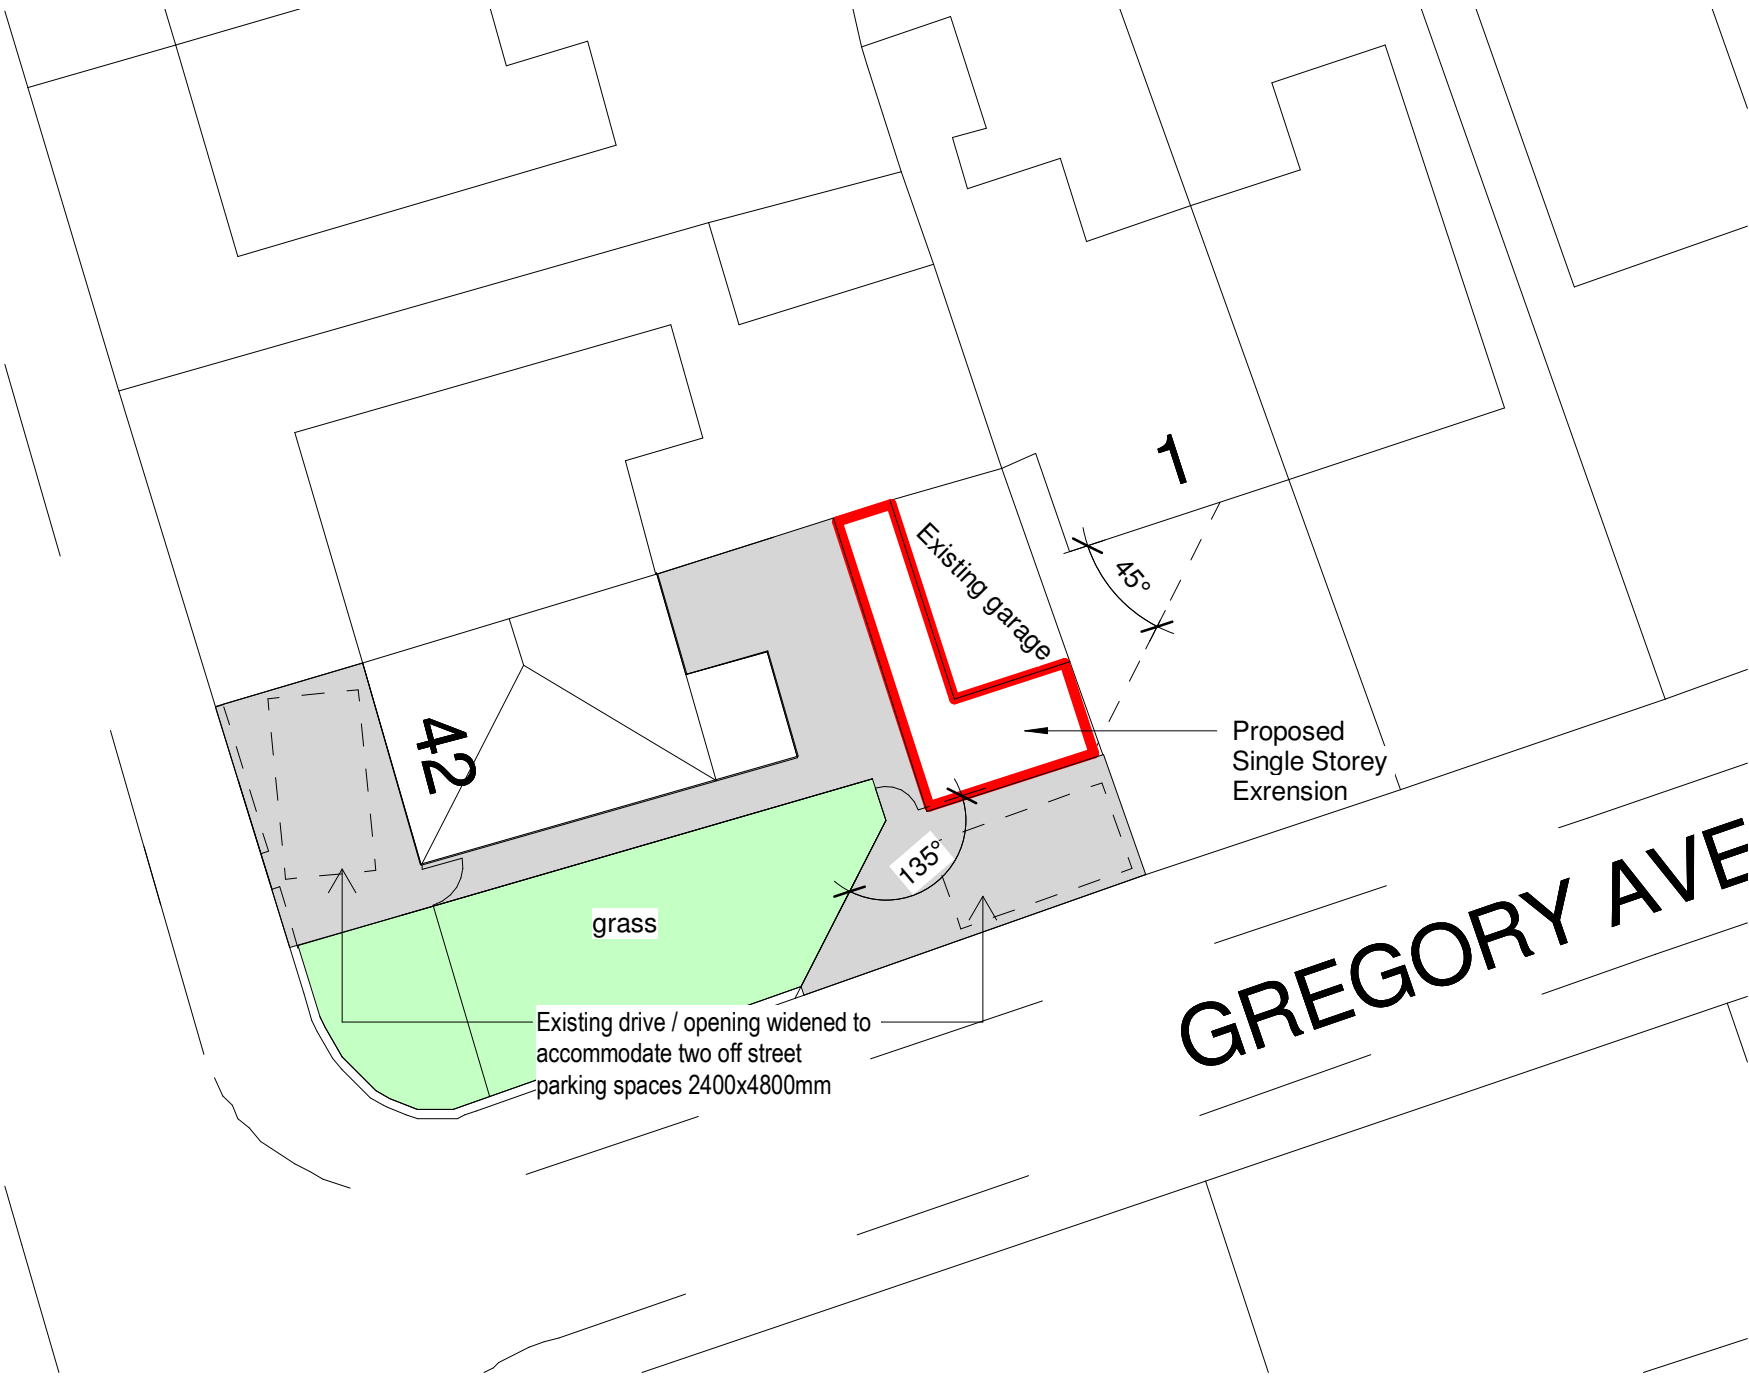 1
Existing garage
45°
42
Proposed
Single Storey
Exrension
135°
grass
GREGORY AVE
Existing drive / opening widened to
accommodate two off street
parking spaces 2400x4800mm